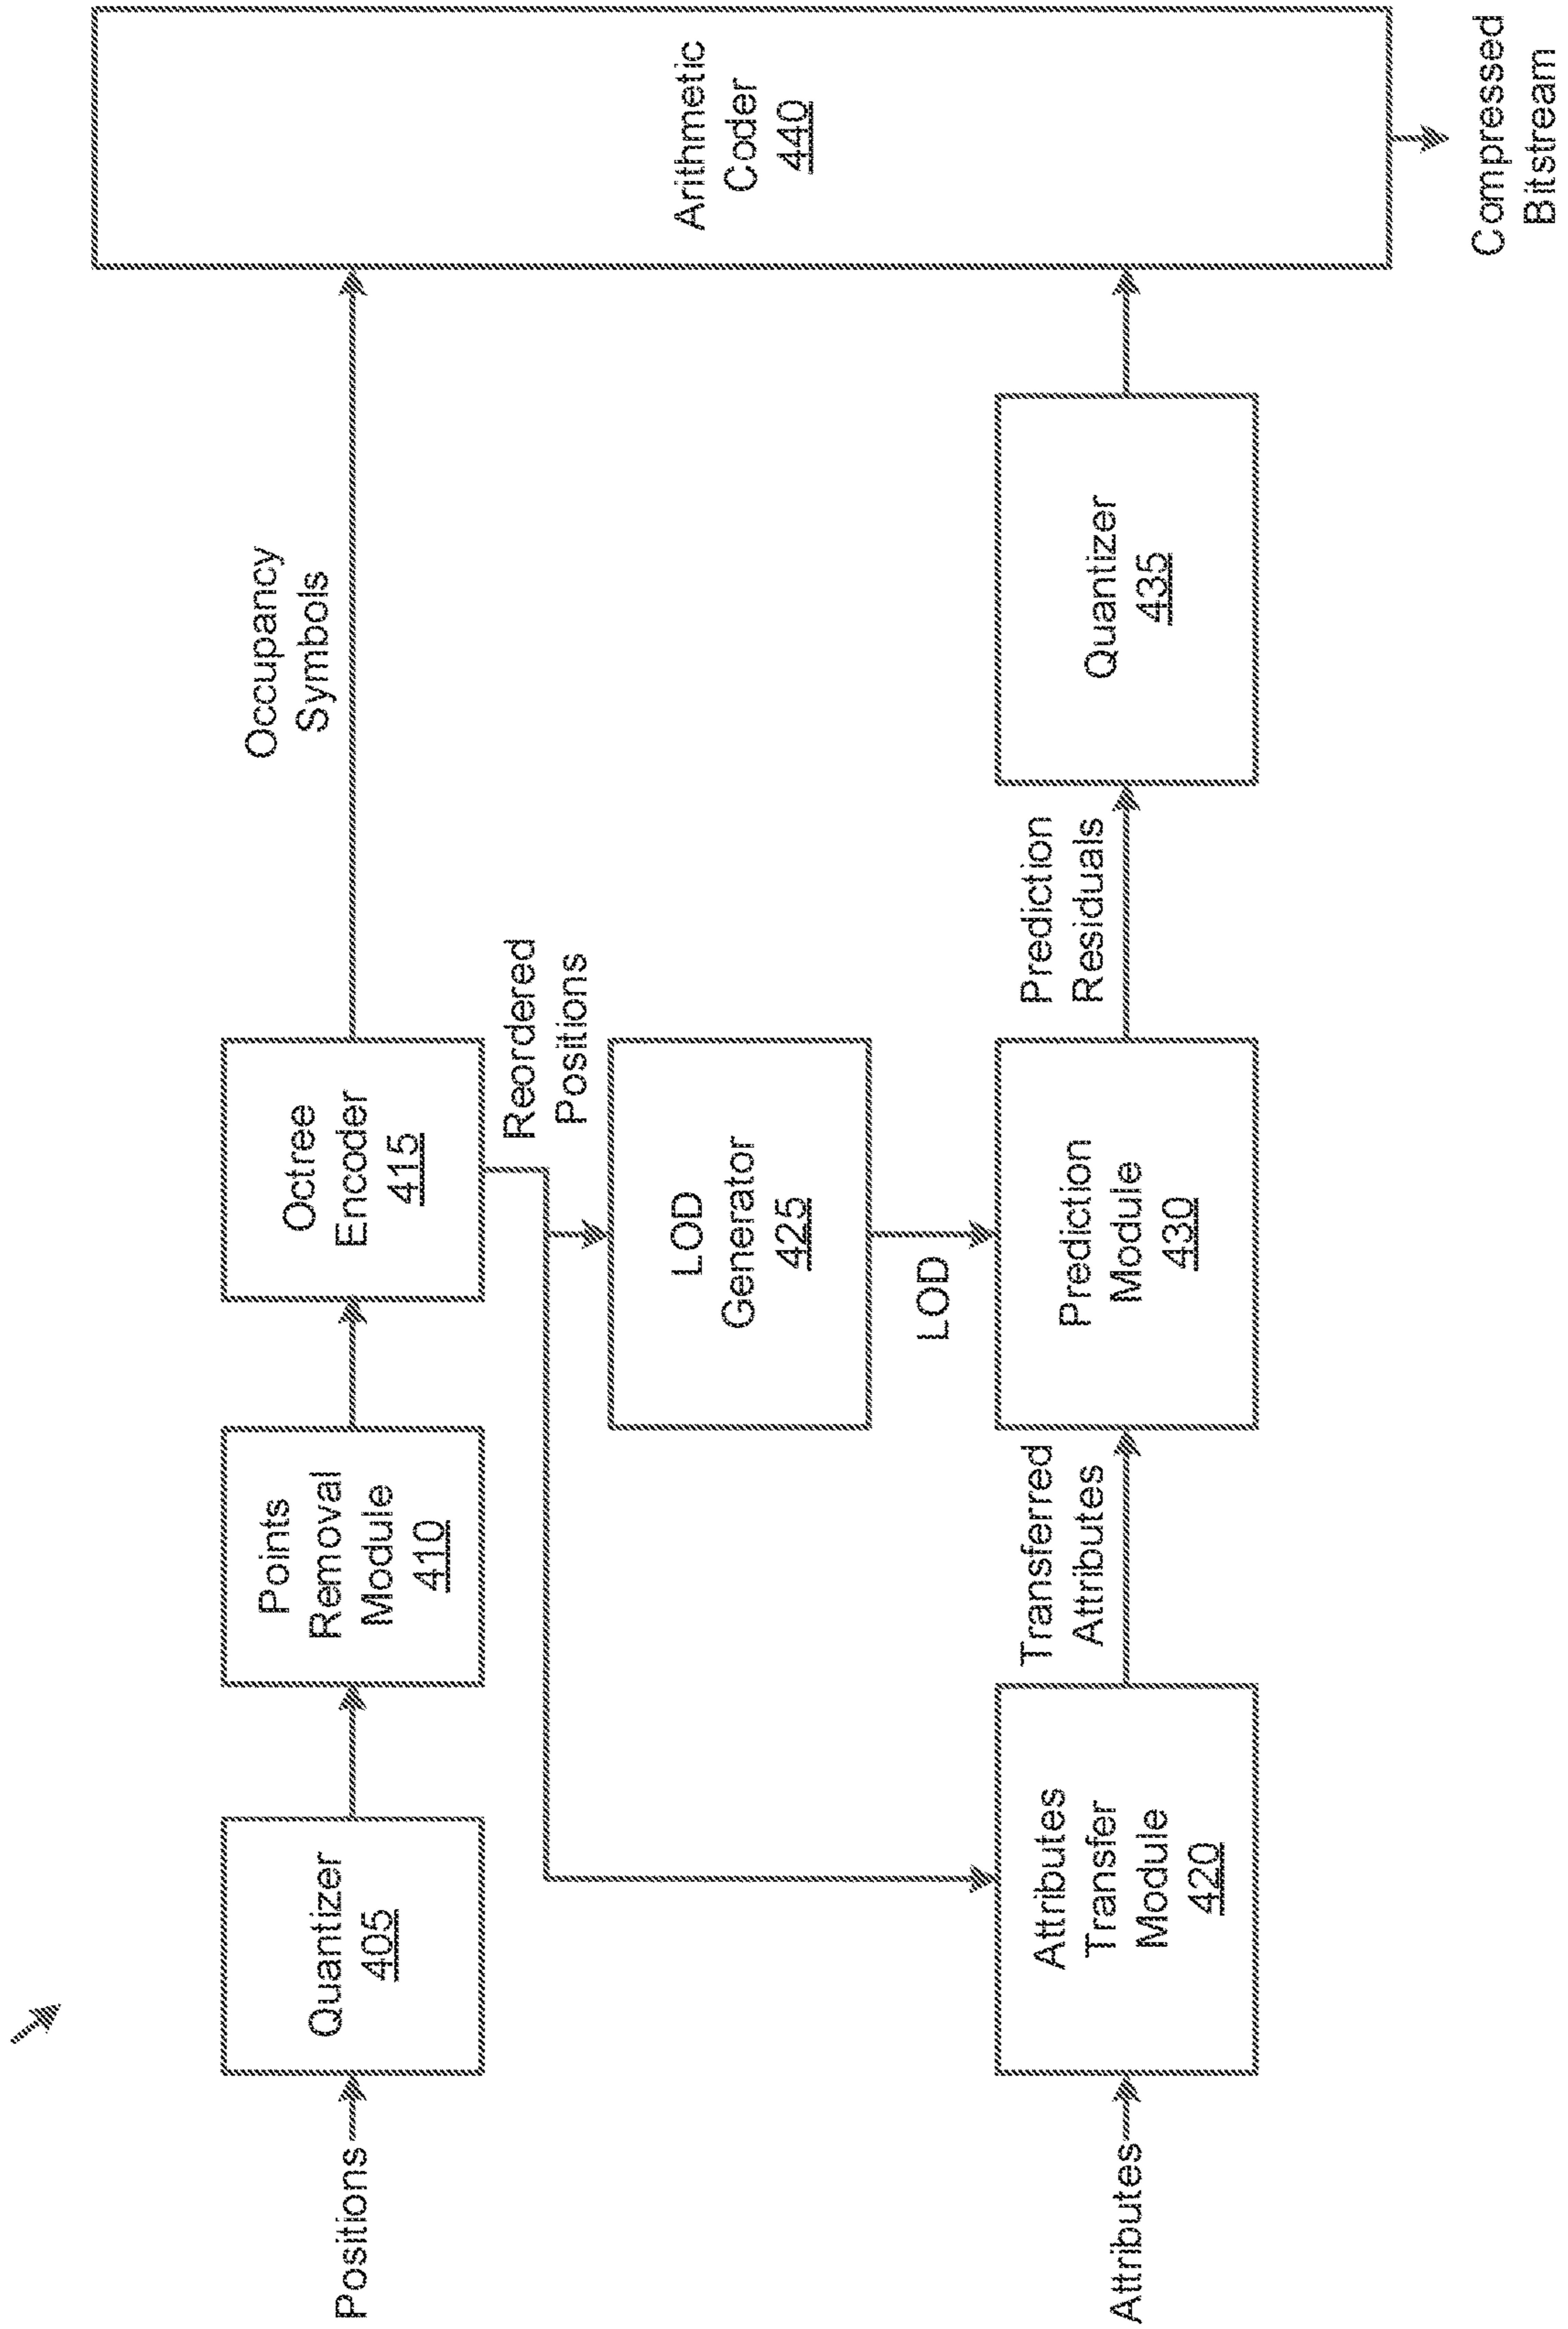 Positions
Quantizer
405
Points
Removal
Module
410
Octree
Encoder
415
Occupancy
Symbols
Reordered
Positions
LOD
Generator
425
LOD
Attributes
Attributes
Transfer
Module
420
Transferred
Attributes
Prediction
Module
430
Prediction
Residuals
Quantizer
435
Arithmetic
Coder
440
Compressed
Bitstream